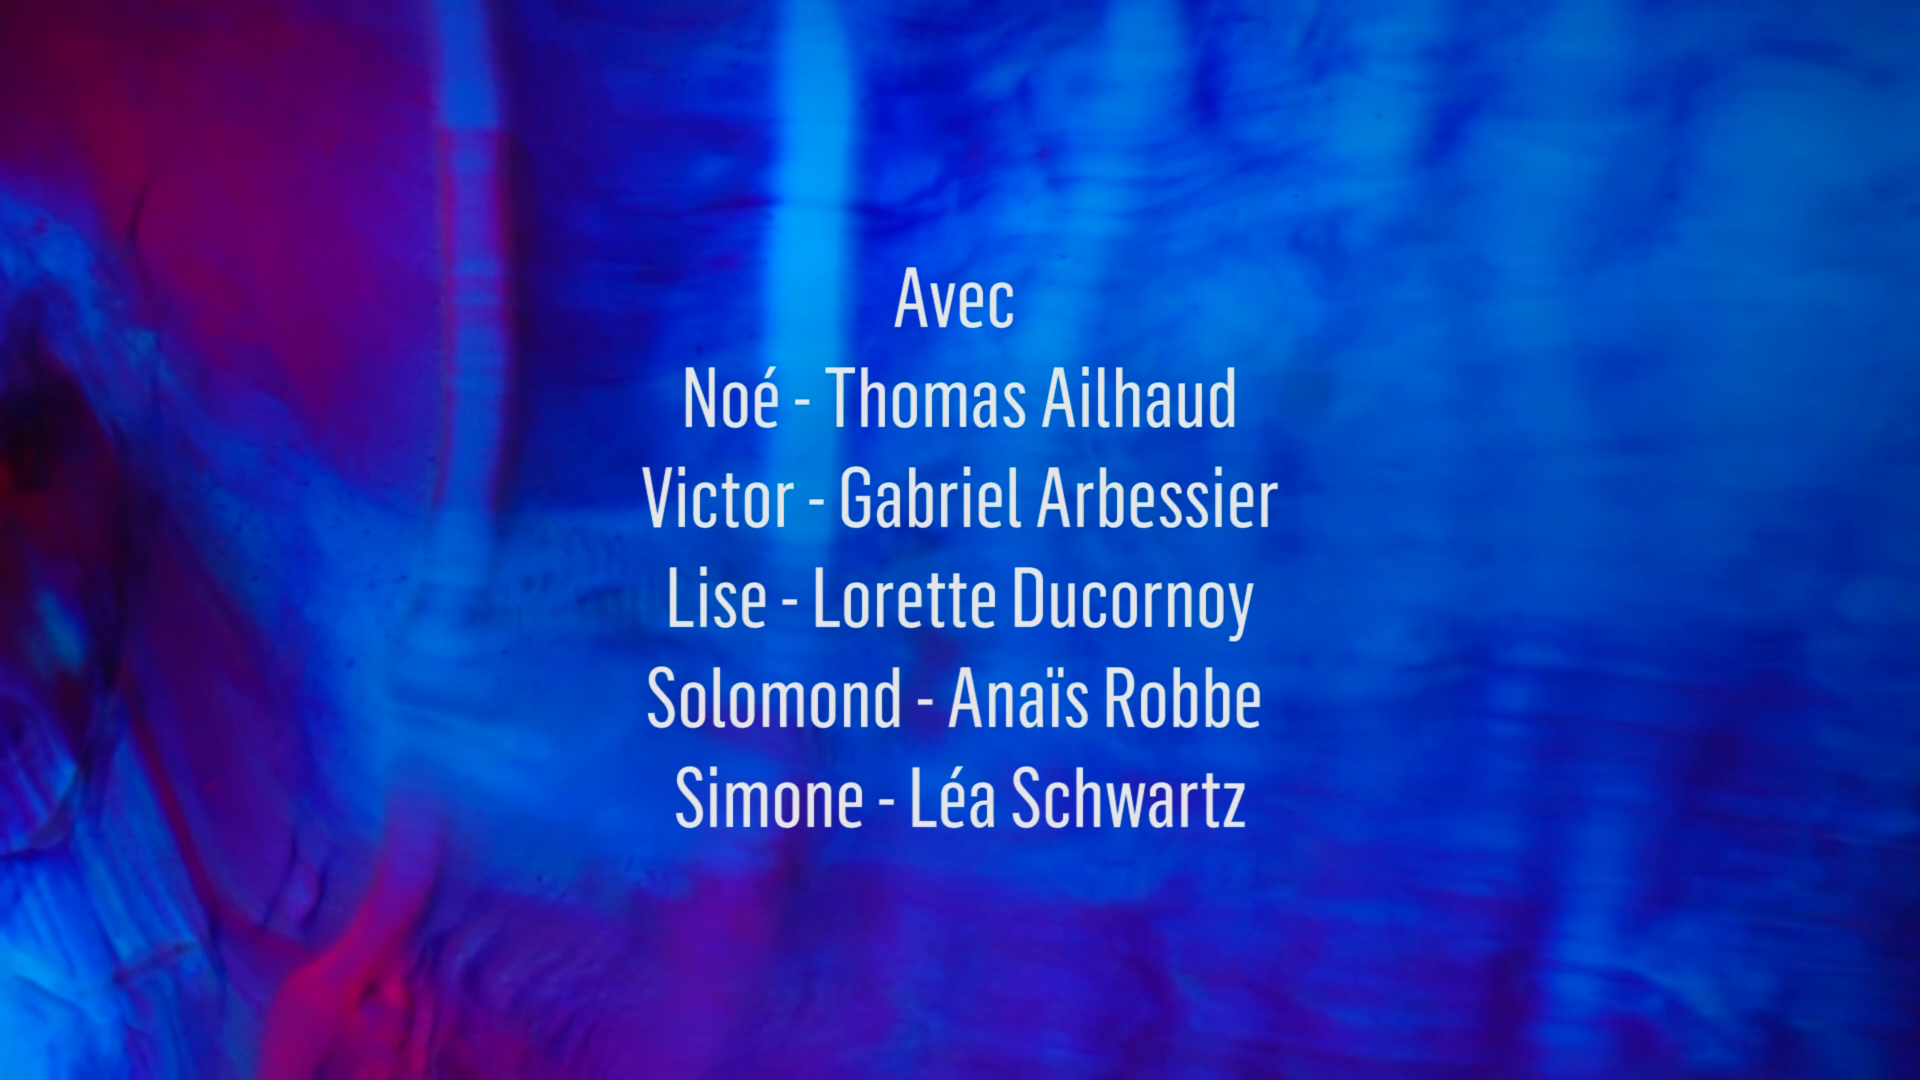 Avec
Noé - Thomas Ailhaud
Victor - Gabriel Arbessier
Lise - Lorette Ducornoy
Solomond - Anaïs Robbe
Simone - Léa Schwartz